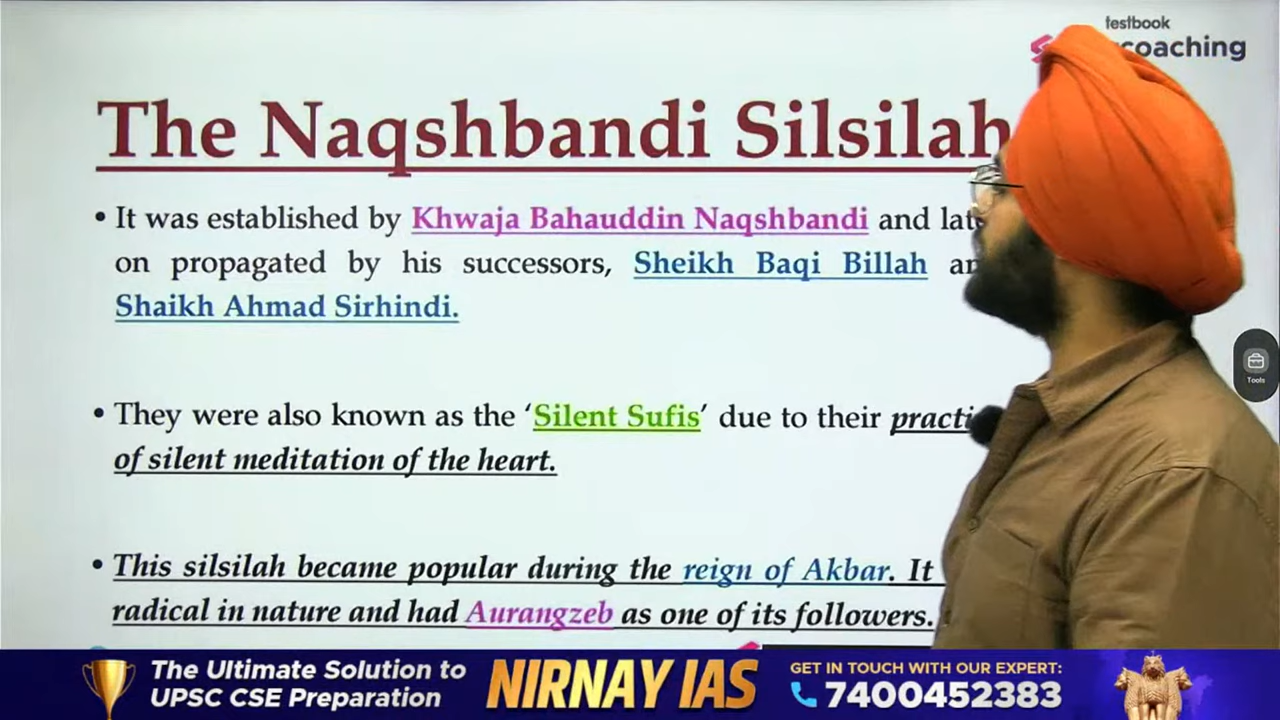 testbook
coaching
The Naqshbandi Silsilah
• It was established by Khwaja Bahauddin Naqshbandi and
on propagated by his successors, Sheikh Baqi Billah
Shaikh Ahmad Sirhindi.
• They were also known as the ‘Silent Sufis’ due to their
of silent meditation of the heart.
• This silsilah became popular during the reign of Akbar. It
radical in nature and had Aurangzeb as one of its followers.
Tools
The Ultimate Solution to
UPSC CSE Preparation
NIRNAY IAS
GET IN TOUCH WITH OUR EXPERT:
7400452383